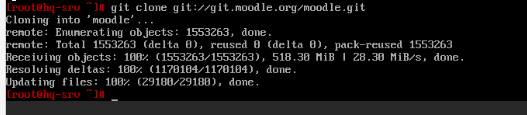 [root@hq-srv ~]# git clone git://git.moodle.org/moodle.git
Cloning into 'moodle'...
remote: Enumerating objects: 1553263, done.
remote: Total 1553263 (delta 0), reused 0 (delta 0), pack-reused 1553263
Receiving objects: 100% (1553263/1553263), 518.30 MiB | 28.30 MiB/s, done.
Resolving deltas: 100% (1170104/1170104), done.
Updating files: 100% (29180/29180), done.
[root@hq-srv ~]# _